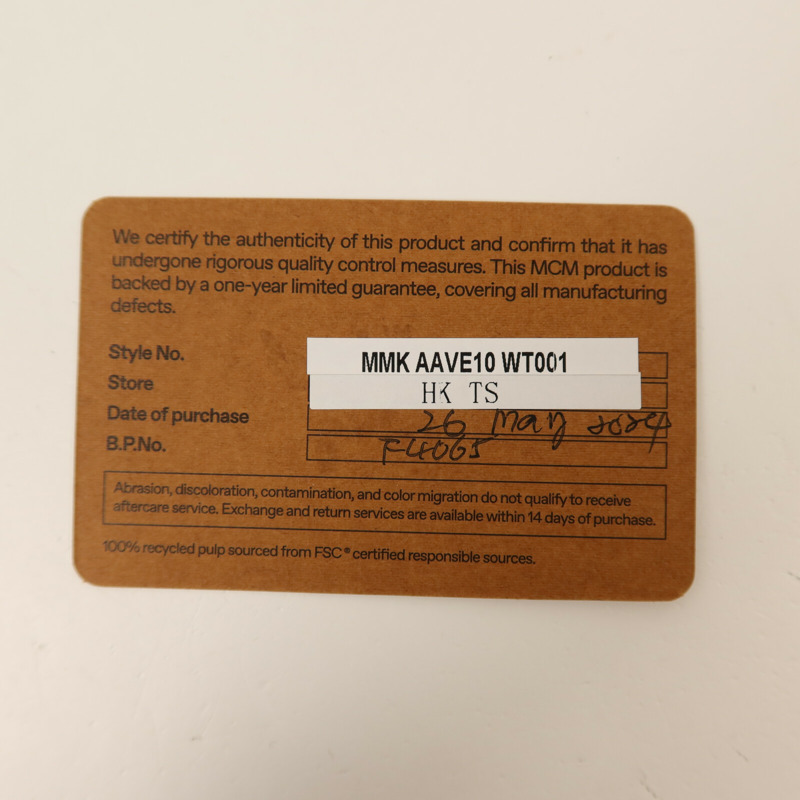 We certify the authenticity of this product and confirm that it has
undergone rigorous quality control measures. This MCM product is
backed by a one-year limited guarantee, covering all manufacturing
defects.
Style No. MMK AAVE10 WT001
Store HK TS
Date of purchase 26 May 2024
B.P.No. F4065
Abrasion, discoloration, contamination, and color migration do not qualify to receive
aftercare service. Exchange and return services are available within 14 days of purchase.
100% recycled pulp sourced from FSC® certified responsible sources.